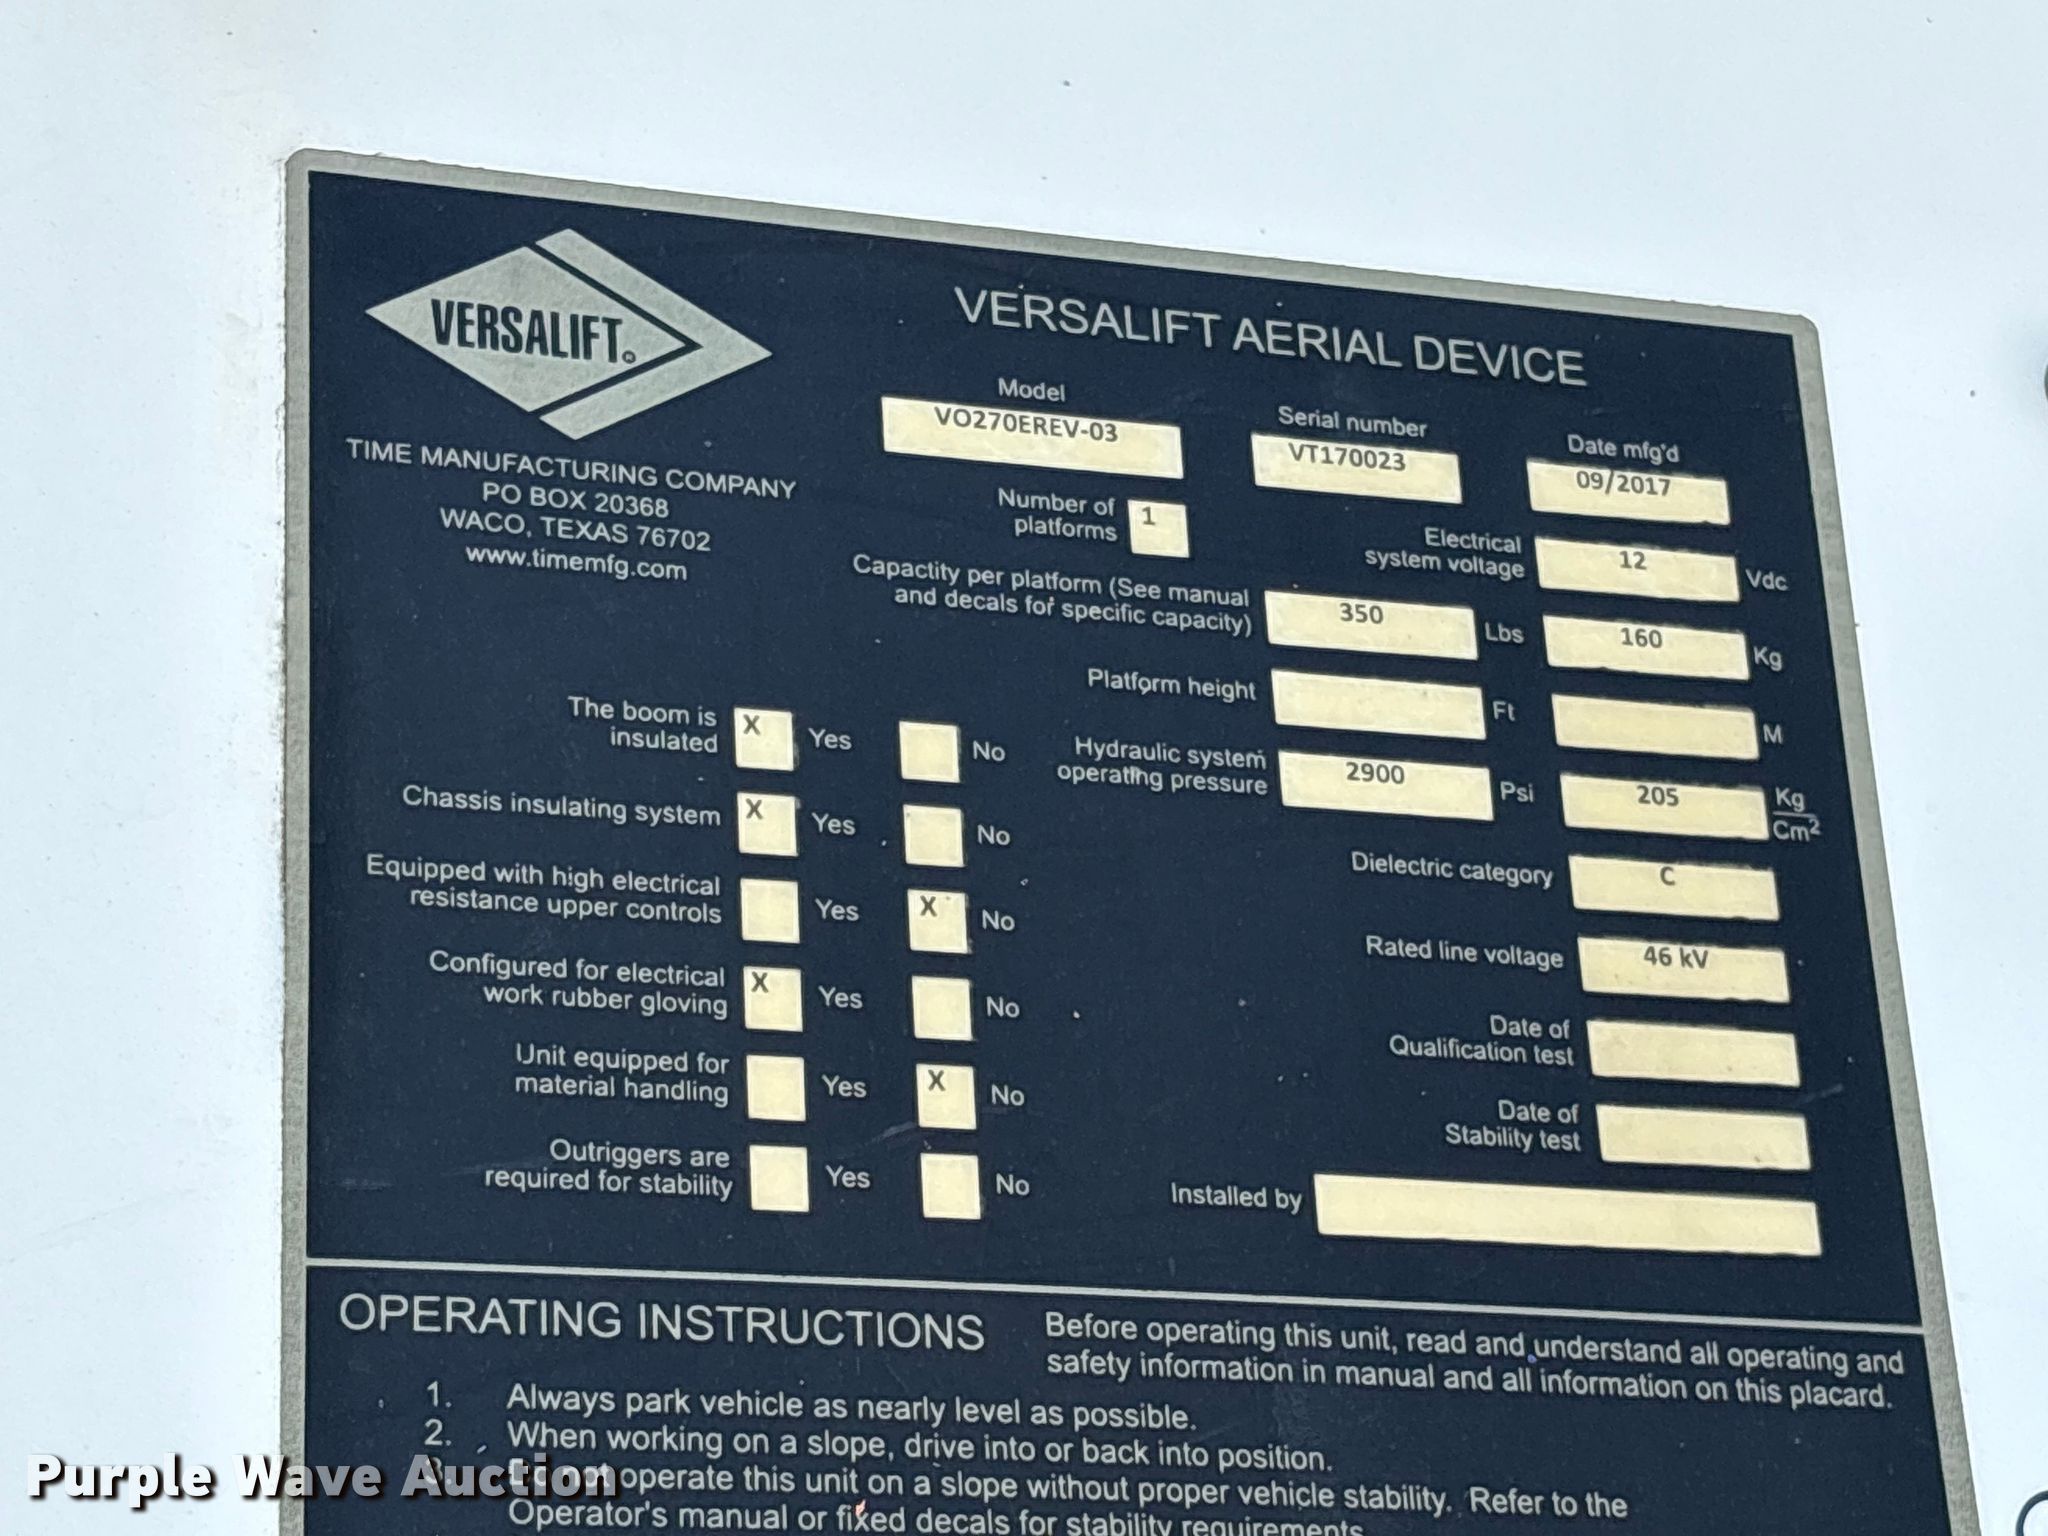 VERSALIFT®
TIME MANUFACTURING COMPANY
PO BOX 20368
WACO, TEXAS 76702
www.timemfg.com
VERSALIFT AERIAL DEVICE
Model
VO270EREV-03
Serial number
VT170023
Date mfg'd
09/2017
Number of
platforms
1
Electrical
system voltage
12
Vdc
Capactity per platform (See manual
and decals for specific capacity)
350
Lbs
160
Kg
Platform height
Ft
M
Hydraulic system
operating pressure
2900
Psi
205
Kg
Cm²
Dielectric category
C
Rated line voltage
46 kV
Date of
Qualification test
Date of
Stability test
Installed by
The boom is
insulated
X Yes No
Chassis insulating system
X Yes No
Equipped with high electrical
resistance upper controls
Yes X No
Configured for electrical
work rubber gloving
X Yes No
Unit equipped for
material handling
Yes X No
Outriggers are
required for stability
Yes No
OPERATING INSTRUCTIONS
Before operating this unit, read and understand all operating and
safety information in manual and all information on this placard.
1. Always park vehicle as nearly level as possible.
2. When working on a slope, drive into or back into position.
3. Do not operate this unit on a slope without proper vehicle stability. Refer to the
Operator's manual or fixed decals for stability requirements.
Purple Wave Auction